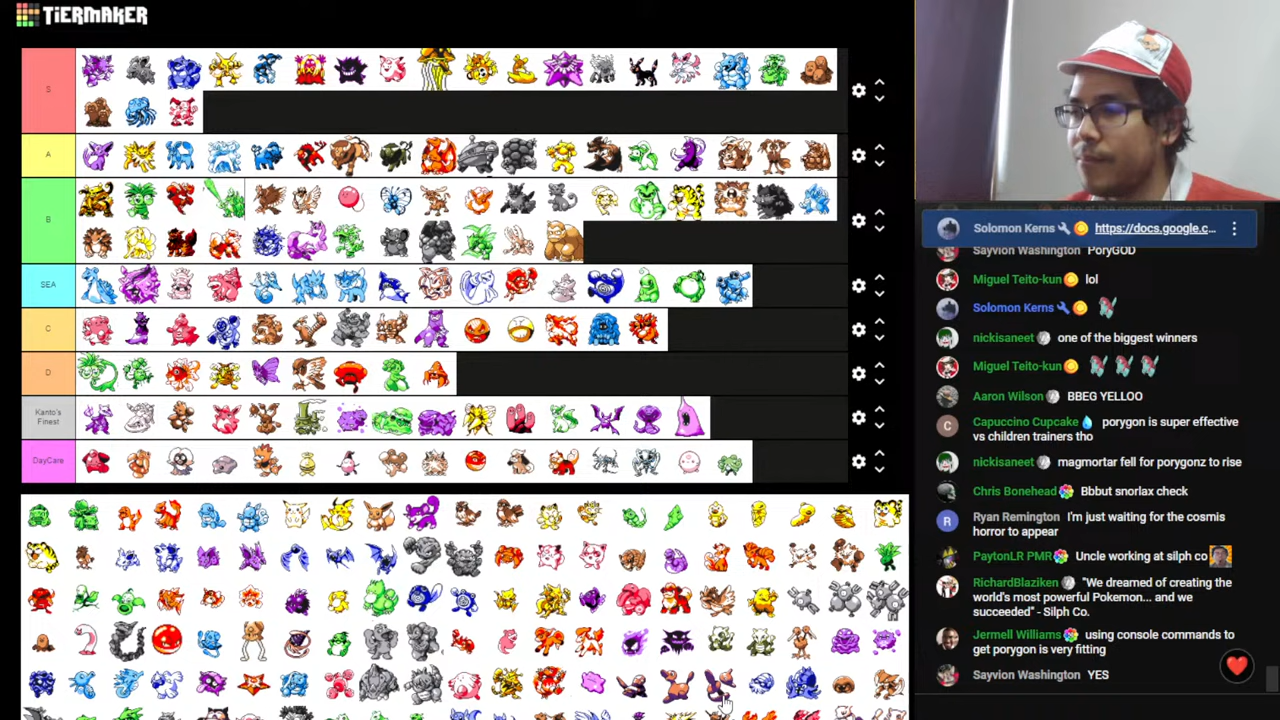 TIERMAKER
S
A
B
SEA
C
D
Kanto's
Finest
DayCare
Solomon Kerns https://docs.google.c...
Sayvion Washington PoryGOD
Miguel Teito-kun lol
Solomon Kerns
nickisaneet one of the biggest winners
Miguel Teito-kun
Aaron Wilson BBEG YELLOO
Capuccino Cupcake porygon is super effective
vs children trainers tho
nickisaneet magmortar fell for porygonz to rise
Chris Bonehead Bbbut snorlax check
Ryan Remington I'm just waiting for the cosmis
horror to appear
PaytonLR PMR Uncle working at silph co
RichardBlaziken "We dreamed of creating the
world's most powerful Pokemon... and we
succeeded" - Silph Co.
Jermell Williams using console commands to
get porygon is very fitting
Sayvion Washington YES